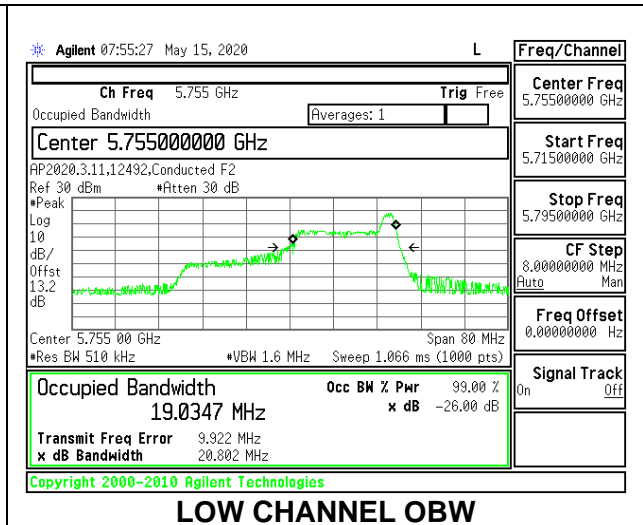 Agilent 07:55:27 May 15, 2020 L
Freq/Channel
Ch Freq 5.755 GHz Trig Free
Occupied Bandwidth Averages: 1
Center 5.755000000 GHz
AP2020.3.11,12492,Conducted F2
Ref 30 dBm #Atten 30 dB
#Peak
Log
10
dB/
Offst
13.2
dB
Center 5.755 00 GHz Span 80 MHz
#Res BW 510 kHz #VBW 1.6 MHz Sweep 1.066 ms (1000 pts)
Occupied Bandwidth Occ BW % Pwr 99.00 %
19.0347 MHz x dB -26.00 dB
Transmit Freq Error 9.922 MHz
x dB Bandwidth 20.802 MHz
Copyright 2000-2010 Agilent Technologies
Center Freq
5.75500000 GHz
Start Freq
5.71500000 GHz
Stop Freq
5.79500000 GHz
CF Step
8.00000000 MHz
Auto Man
Freq Offset
0.00000000 Hz
Signal Track
On Off
LOW CHANNEL OBW